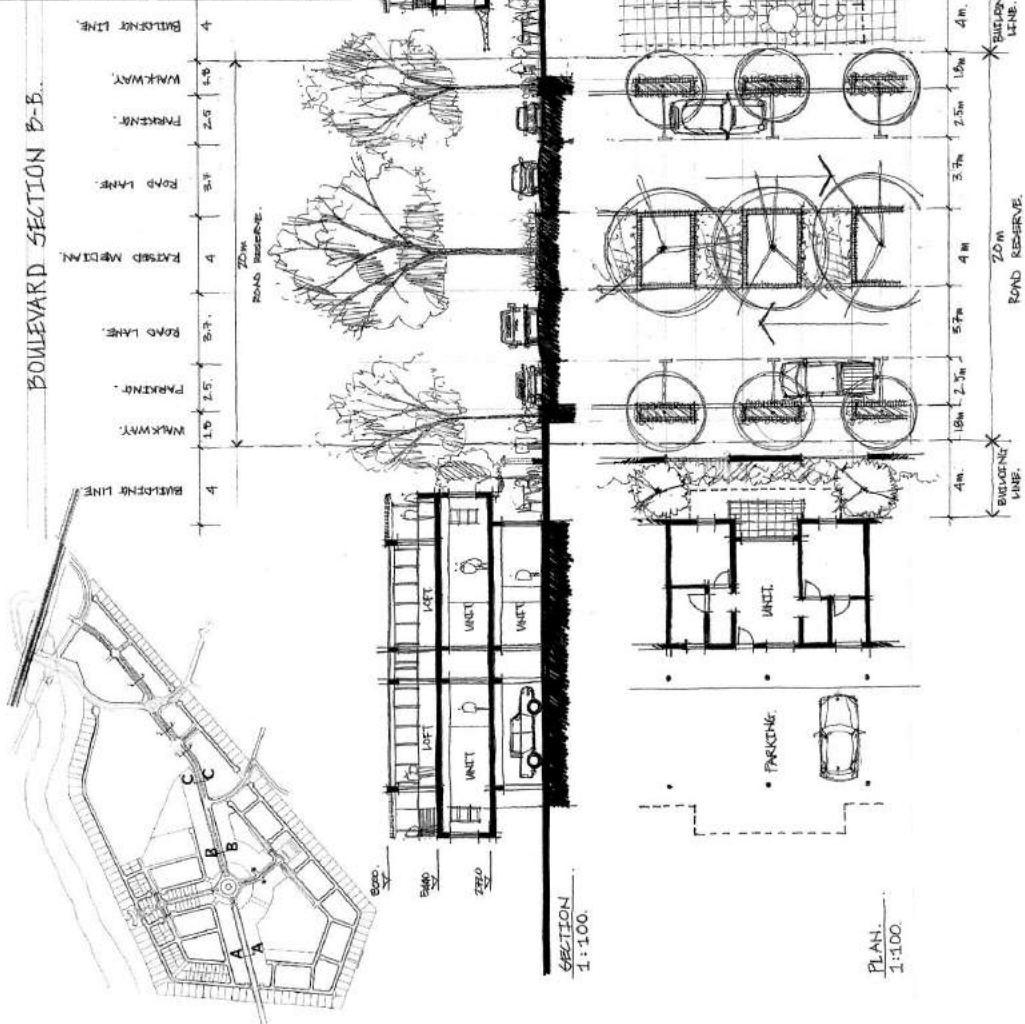 BOULEVARD SECTION B-B.
BUILDING LINE
4
WALKWAY.
1.8
PARKING.
2.5
ROAD LANE.
3.7.
RAISED MEDIAN.
4
ROAD LANE.
3.7
PARKING.
2.5
WALKWAY.
1.8
BUILDING LINE.
4
20m
ROAD RESERVE.
LOFT
LOFT
UNIT
UNIT
UNIT
2720
SECTION
1:100.
4m.
1.8m
2.5m
3.7m
4 m
3.7m
2.5m
1.8m
4m.
BUILDING
LINE.
20m
ROAD RESERVE.
BUILDING
LINE.
UNIT.
PARKING.
PLAN.
1:100.
A
A
B
B
C
C